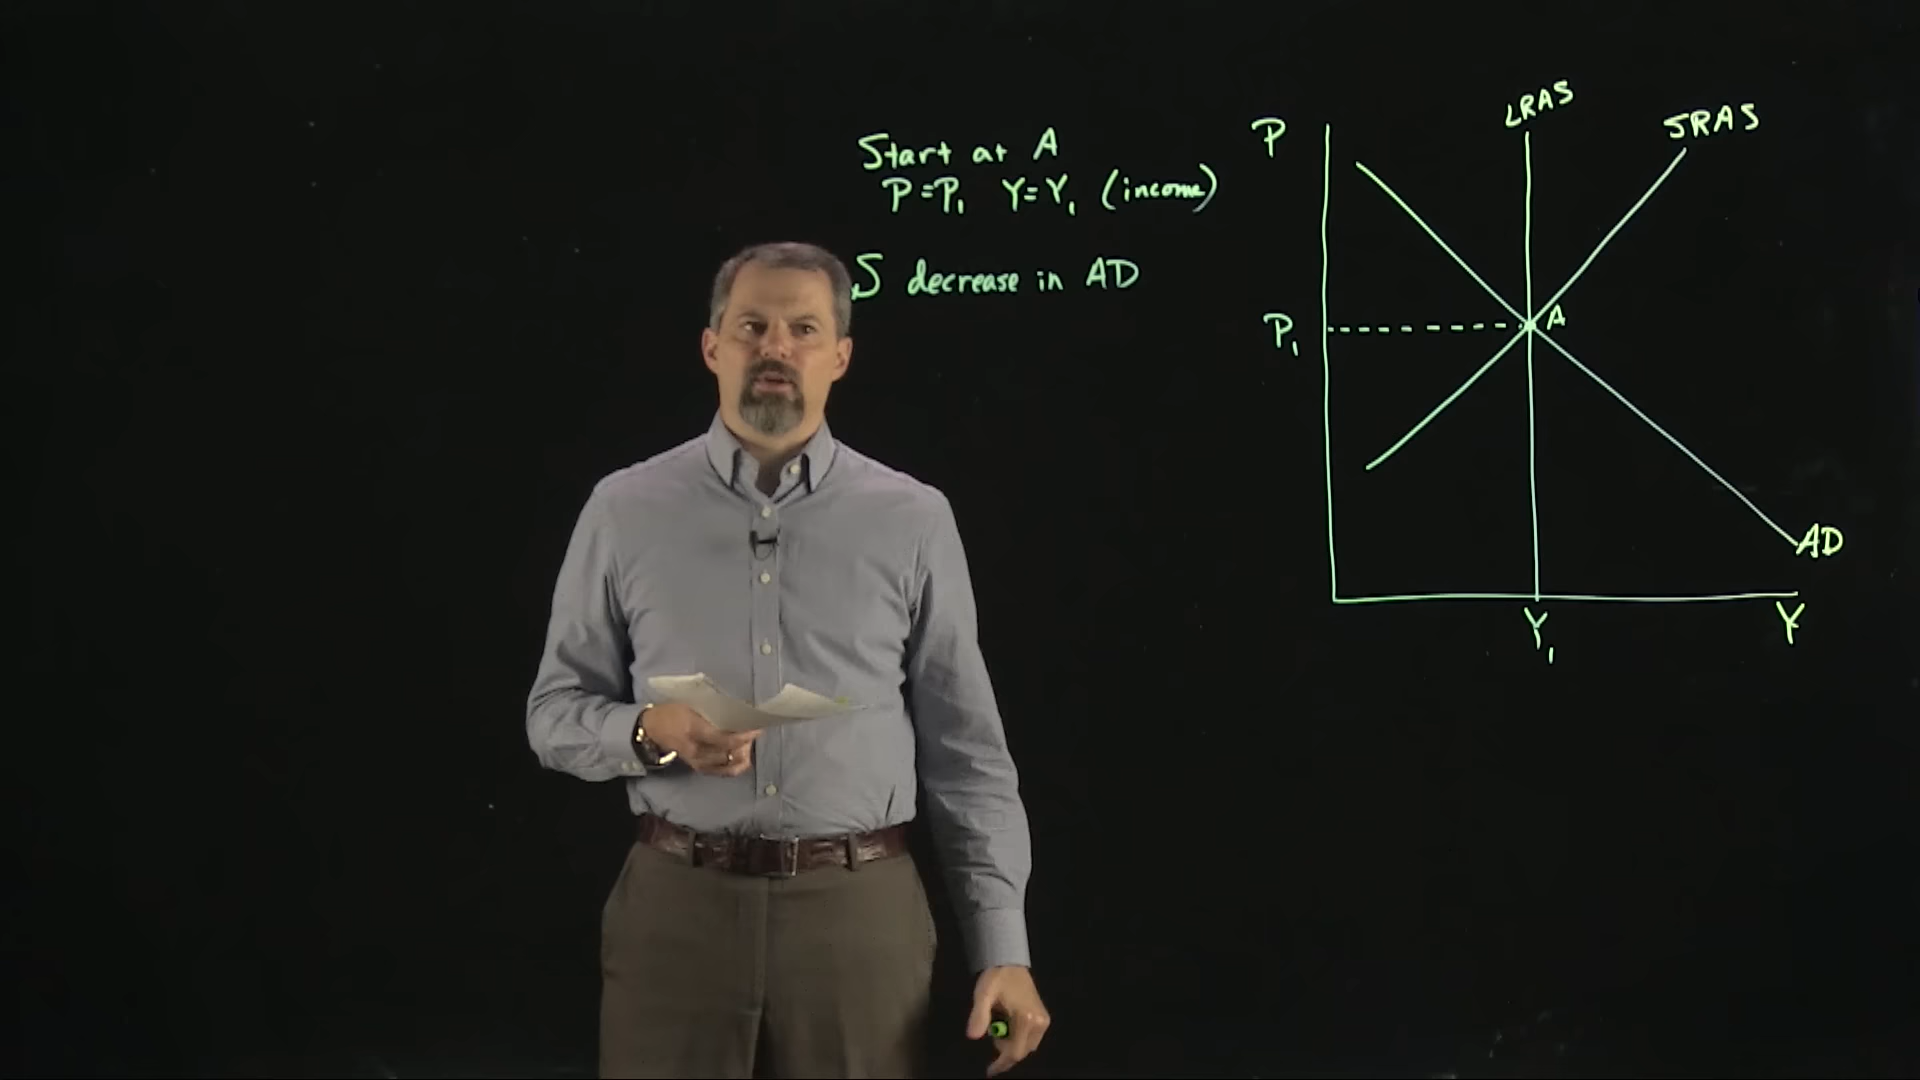 Start at A
P=P₁ Y=Y₁ (income)
S decrease in AD
P
LRAS
SRAS
P₁
A
AD
Y₁
Y